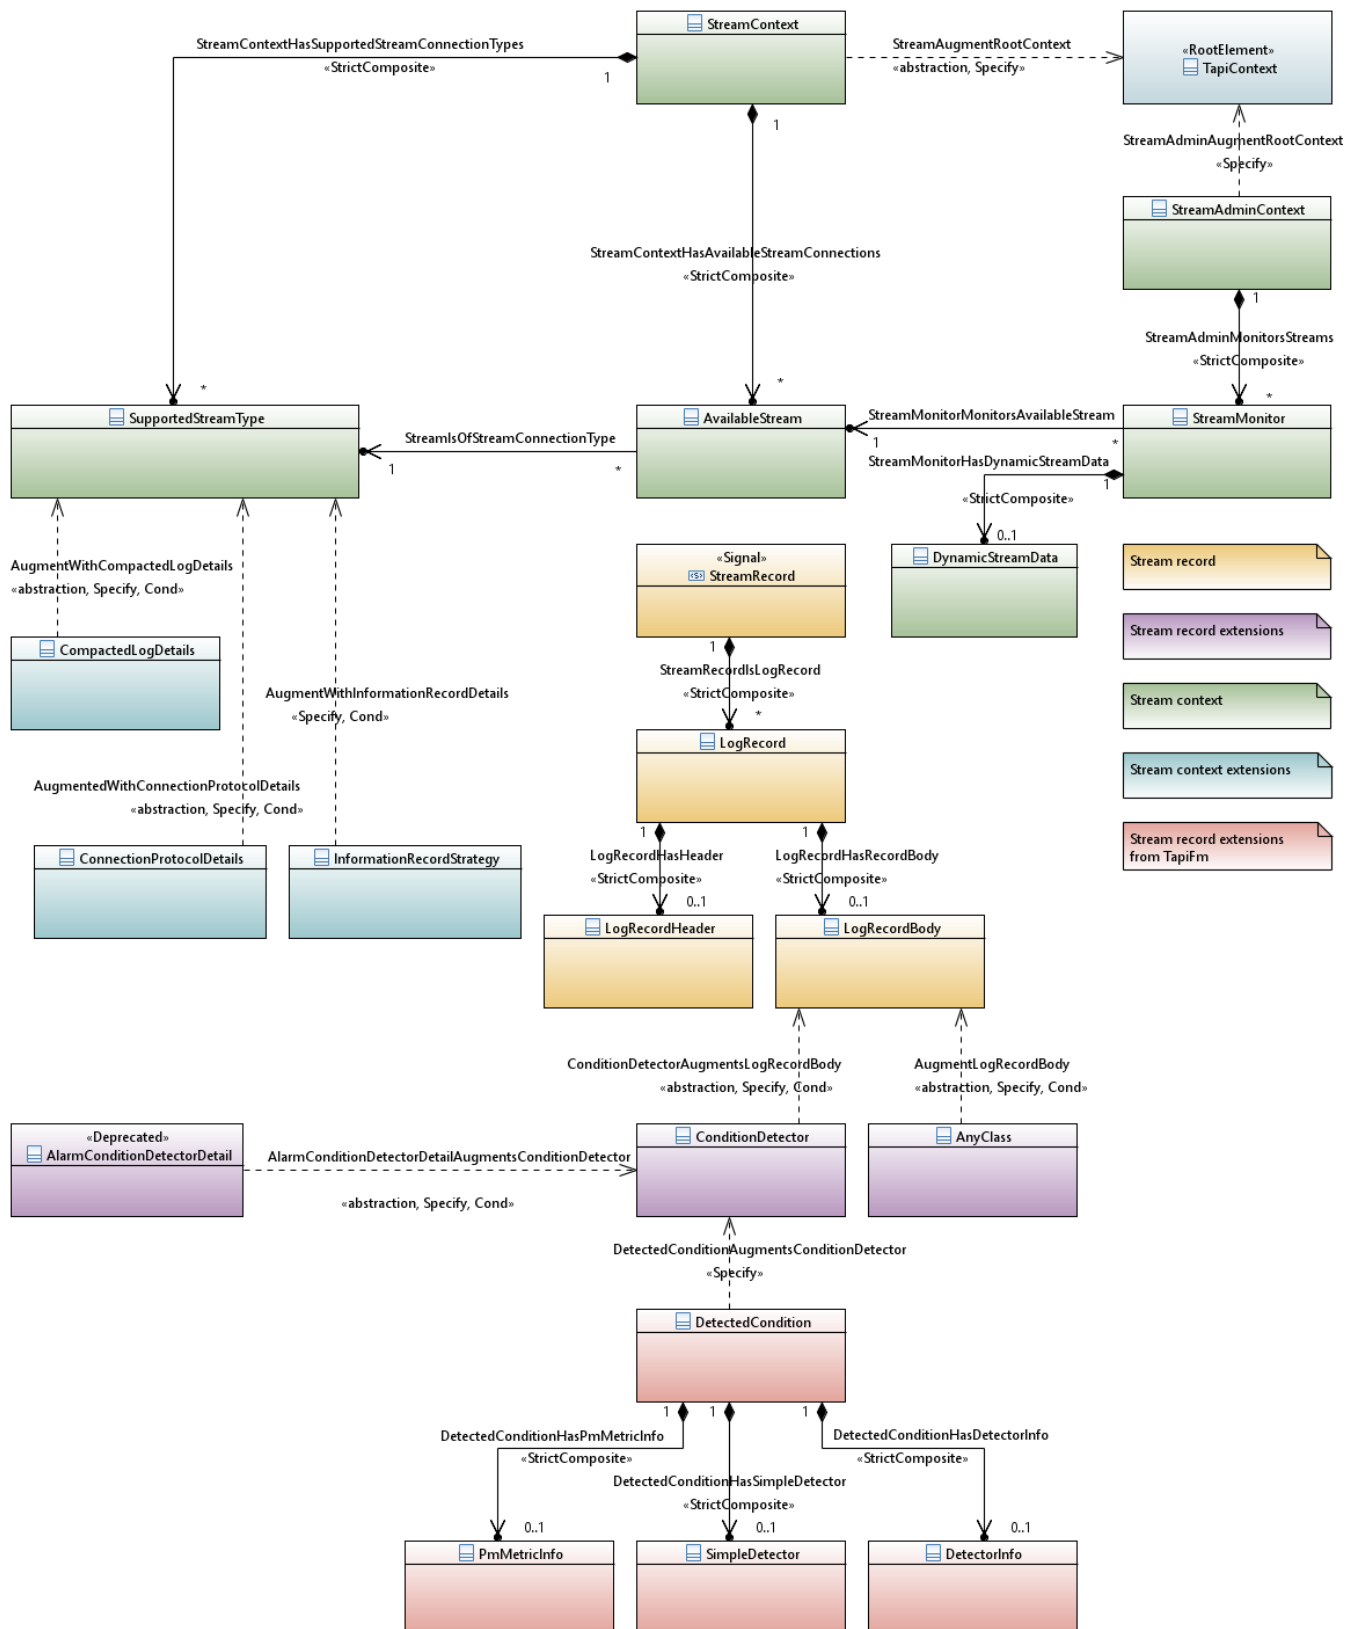 StreamContext
StreamContextHasSupportedStreamConnectionTypes
«StrictComposite»
1
StreamAugmentRootContext
«abstraction, Specify»
«RootElement»
TapiContext
1
StreamAdminAugmentRootContext
«Specify»
StreamAdminContext
StreamContextHasAvailableStreamConnections
«StrictComposite»
1
StreamAdminMonitorsStreams
«StrictComposite»
*
*
*
SupportedStreamType
AvailableStream
StreamMonitor
StreamIsOfStreamConnectionType
1
*
StreamMonitorMonitorsAvailableStream
1
*
StreamMonitorHasDynamicStreamData
1
«StrictComposite»
0..1
DynamicStreamData
«Signal»
StreamRecord
Stream record
AugmentWithCompactedLogDetails
«abstraction, Specify, Cond»
CompactedLogDetails
Stream record extensions
1
StreamRecordIsLogRecord
«StrictComposite»
*
AugmentWithInformationRecordDetails
«Specify, Cond»
Stream context
LogRecord
Stream context extensions
AugmentedWithConnectionProtocolDetails
«abstraction, Specify, Cond»
ConnectionProtocolDetails
InformationRecordStrategy
1
1
Stream record extensions
from TapiFm
LogRecordHasHeader
«StrictComposite»
0..1
LogRecordHasRecordBody
«StrictComposite»
0..1
LogRecordHeader
LogRecordBody
ConditionDetectorAugmentsLogRecordBody
«abstraction, Specify, Cond»
AugmentLogRecordBody
«abstraction, Specify, Cond»
«Deprecated»
AlarmConditionDetectorDetail
AlarmConditionDetectorDetailAugmentsConditionDetector
«abstraction, Specify, Cond»
ConditionDetector
AnyClass
DetectedConditionAugmentsConditionDetector
«Specify»
DetectedCondition
1
1
1
DetectedConditionHasPmMetricInfo
«StrictComposite»
DetectedConditionHasDetectorInfo
«StrictComposite»
DetectedConditionHasSimpleDetector
«StrictComposite»
0..1
0..1
0..1
PmMetricInfo
SimpleDetector
DetectorInfo